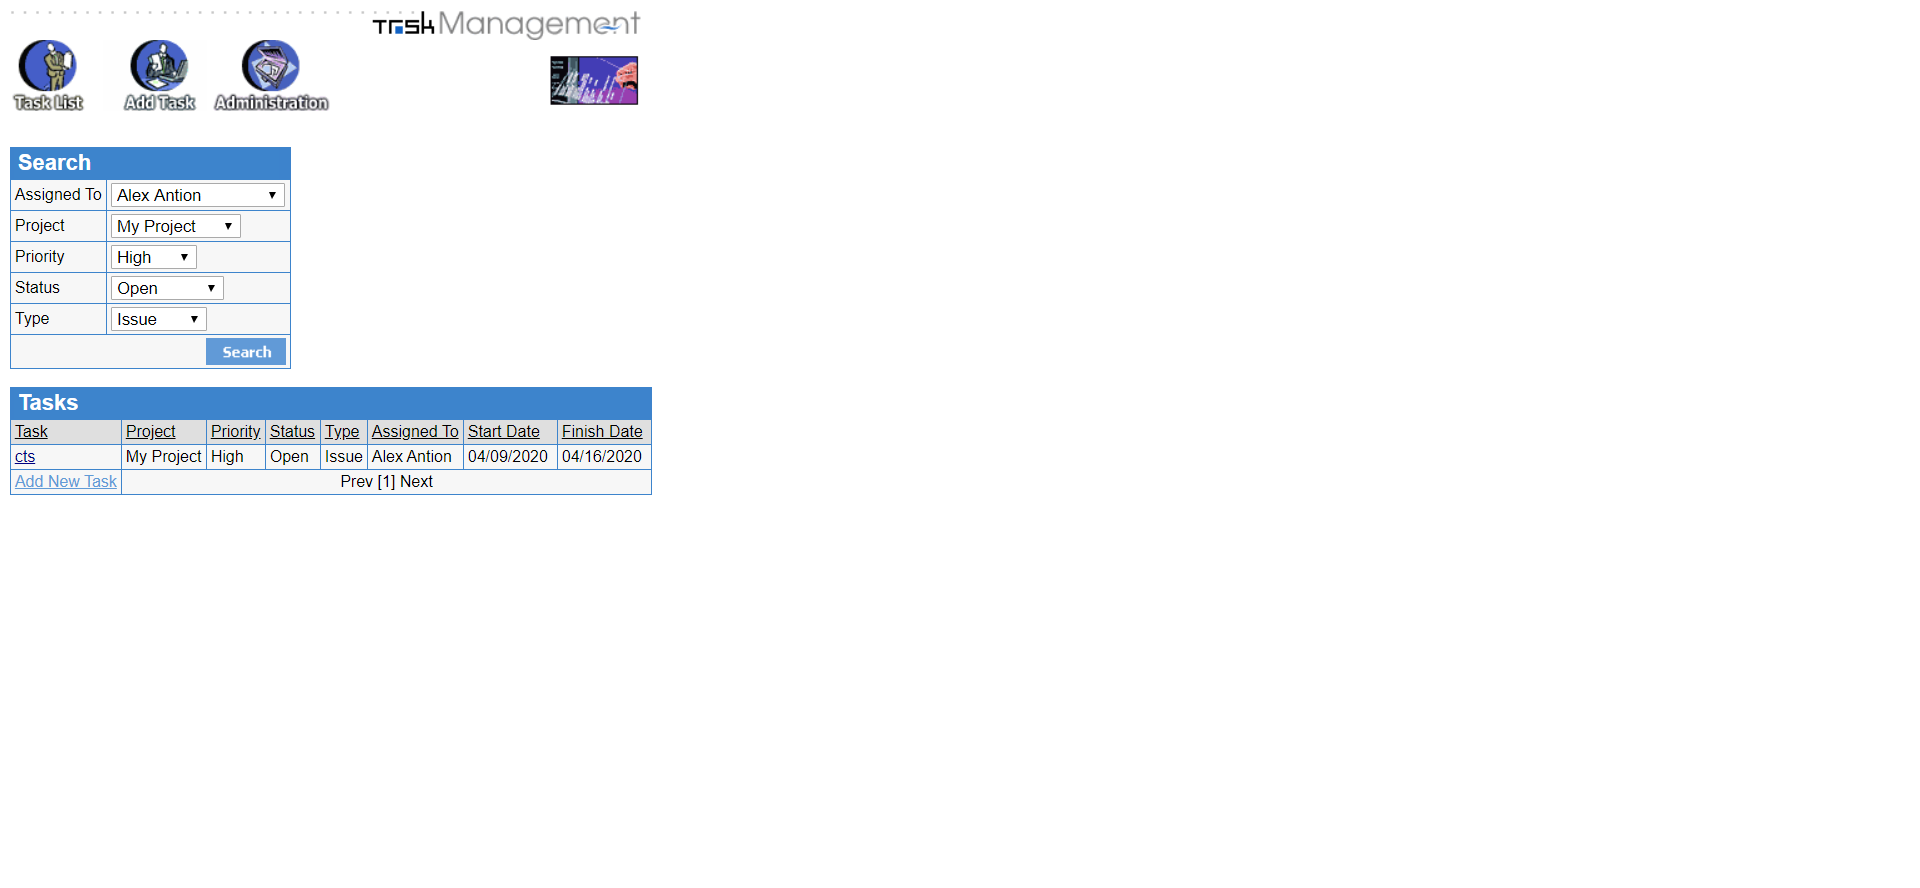 Task Management
Task List Add Task Administration
Search
Assigned To Alex Antion
Project My Project
Priority High
Status Open
Type Issue
Search
Tasks
Task Project Priority Status Type Assigned To Start Date Finish Date
cts My Project High Open Issue Alex Antion 04/09/2020 04/16/2020
Add New Task Prev [1] Next